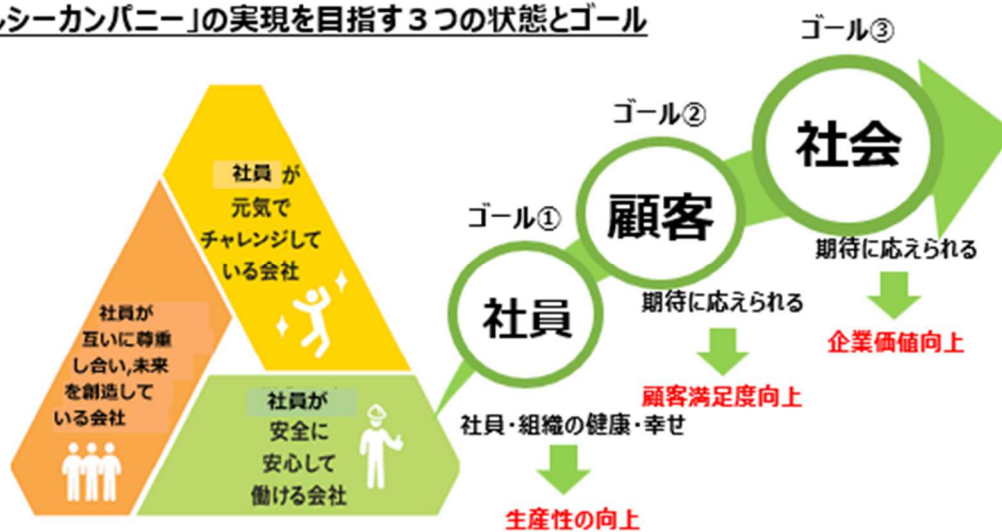 ルシーカンパニー」の実現を目指す３つの状態とゴール
社員 が
元気で
チャレンジして
いる会社
社員が
互いに尊重
し合い,未来
を創造して
いる会社
社員が
安全に
安心して
働ける会社
ゴール①
社員
社員・組織の健康・幸せ
生産性の向上
ゴール②
顧客
期待に応えられる
顧客満足度向上
ゴール③
社会
期待に応えられる
企業価値向上